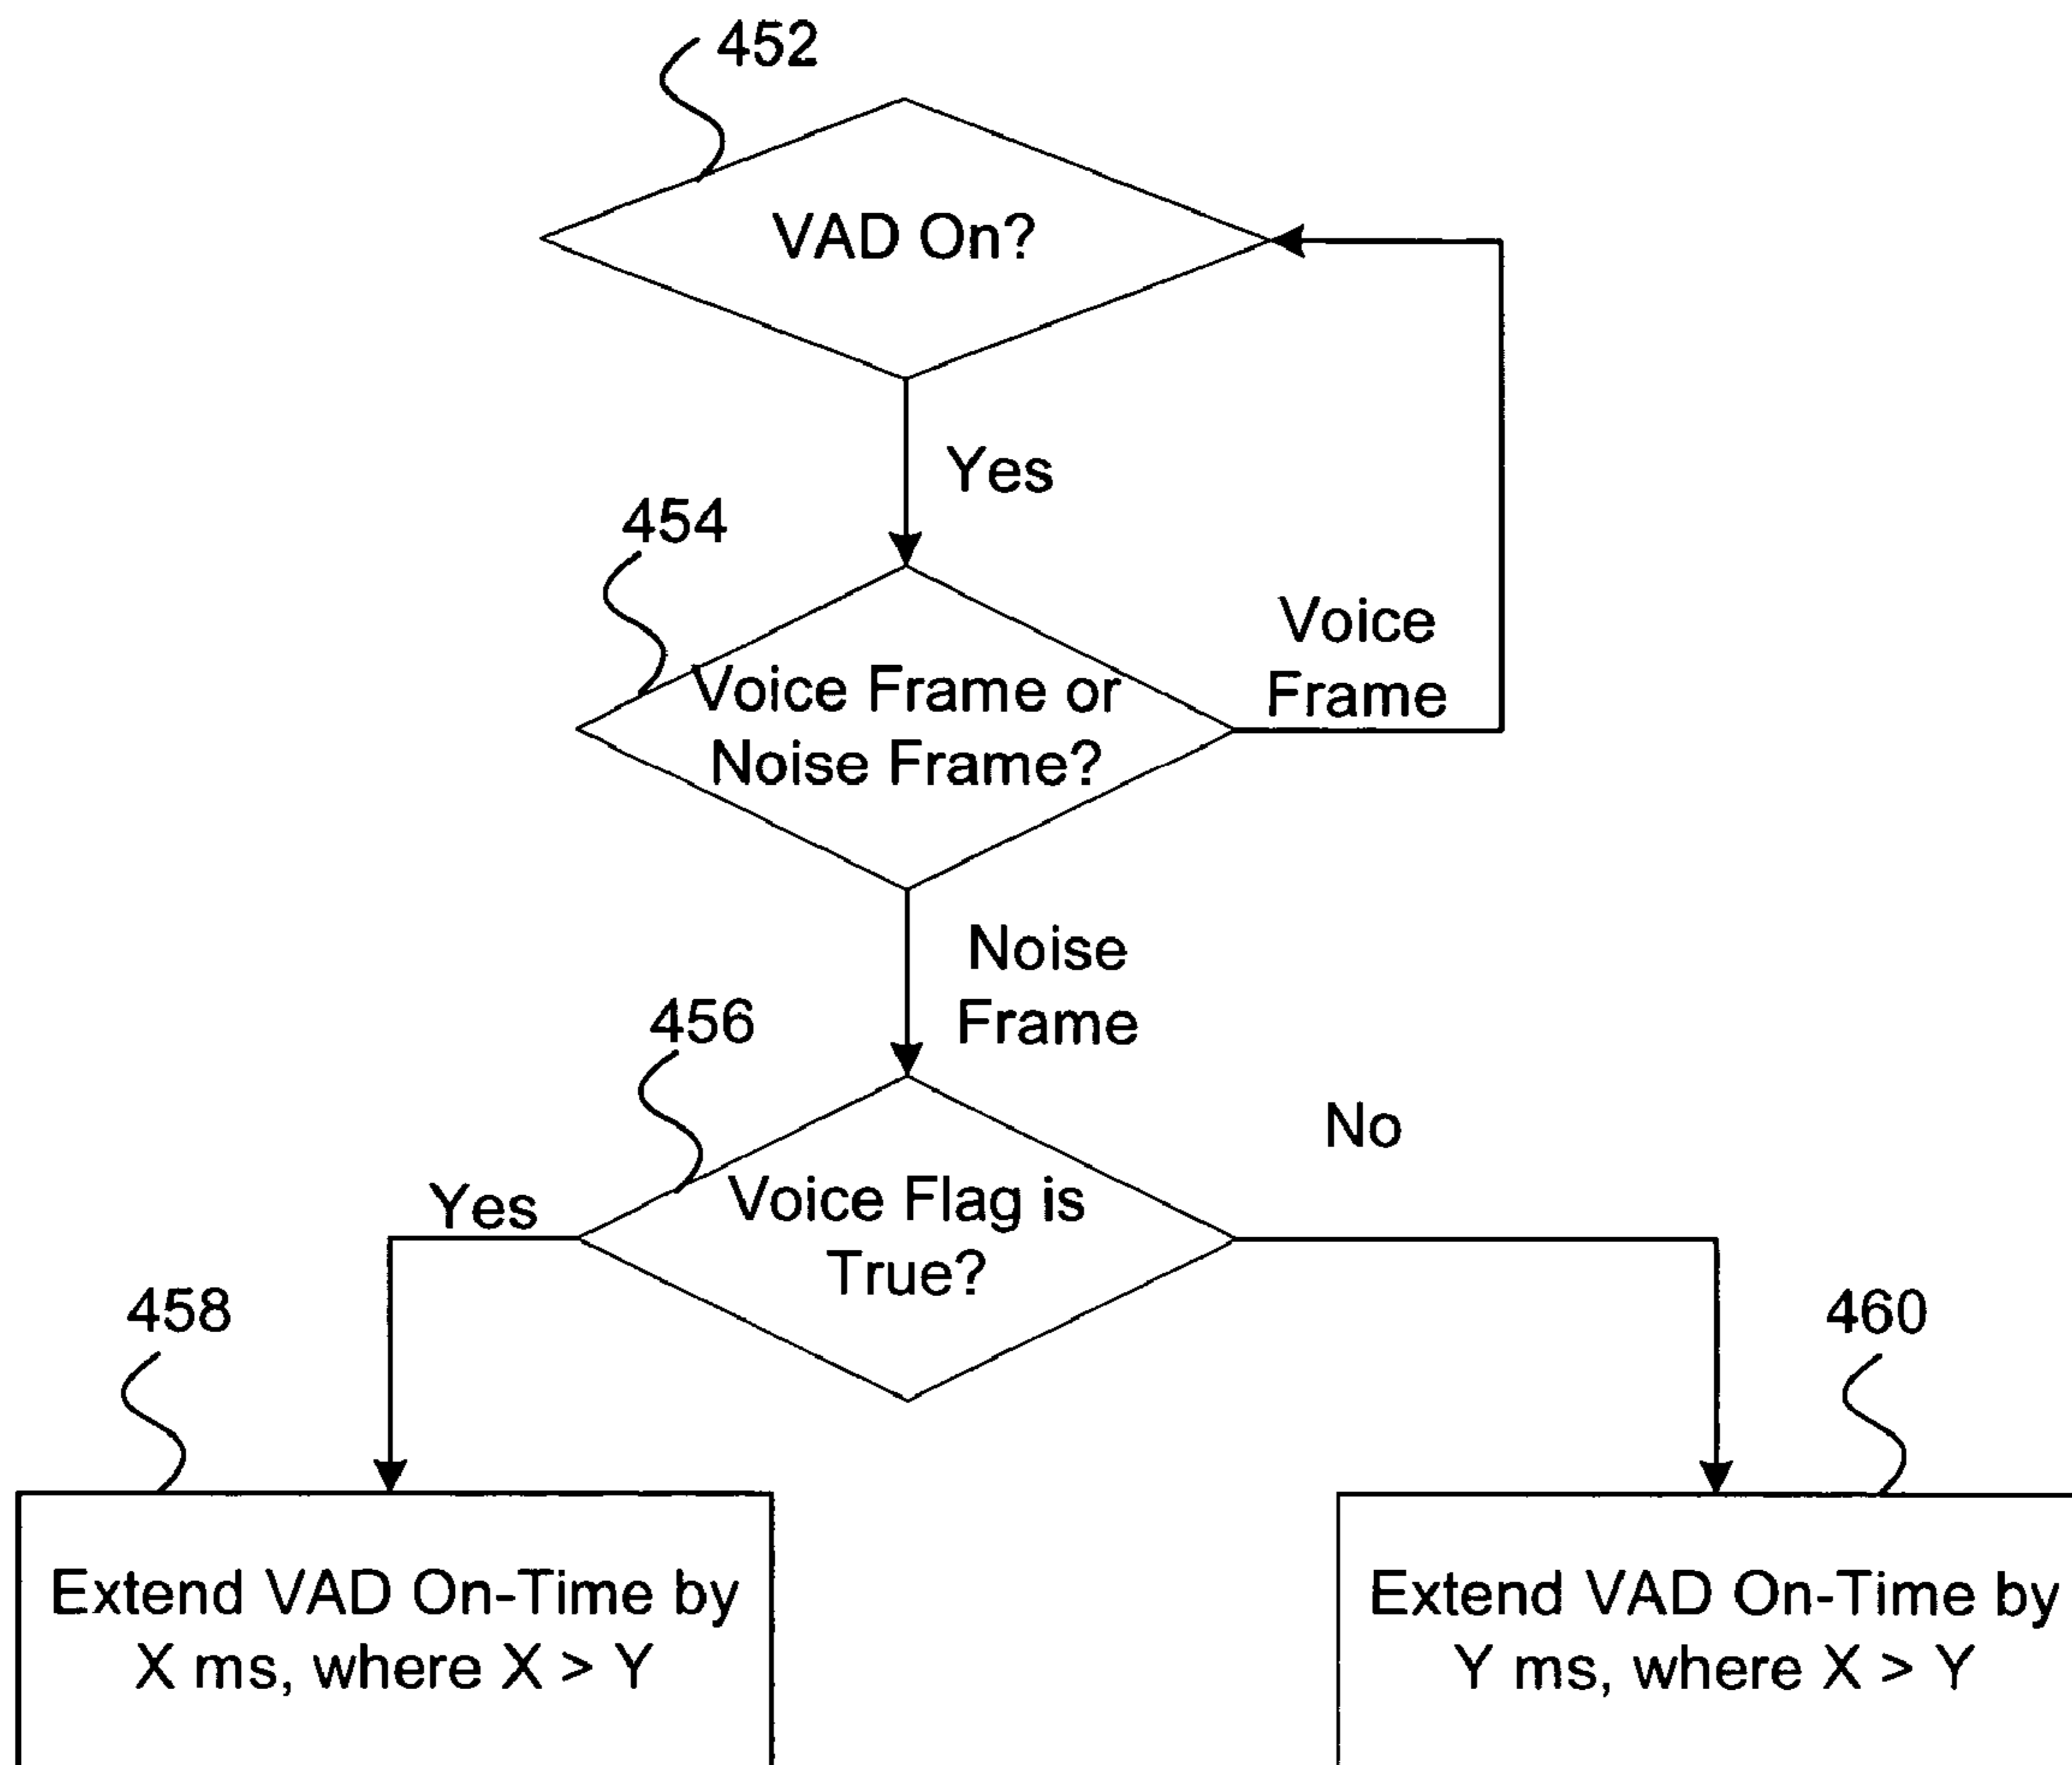 452
VAD On?
Yes
454
Voice
Frame
Voice Frame or
Noise Frame?
Noise
Frame
456
No
Yes
Voice Flag is
True?
458
460
Extend VAD On-Time by
X ms, where X > Y
Extend VAD On-Time by
Y ms, where X > Y